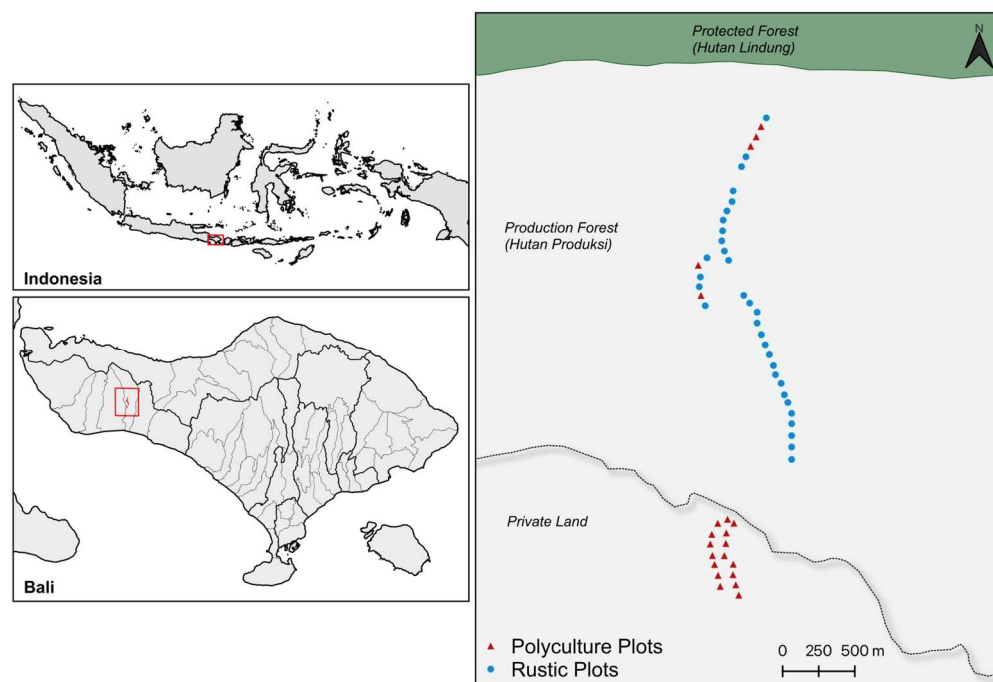 Indonesia
Bali
Protected Forest
(Hutan Lindung)
N
Production Forest
(Hutan Produksi)
Private Land
Polyculture Plots
Rustic Plots
0 250 500 m